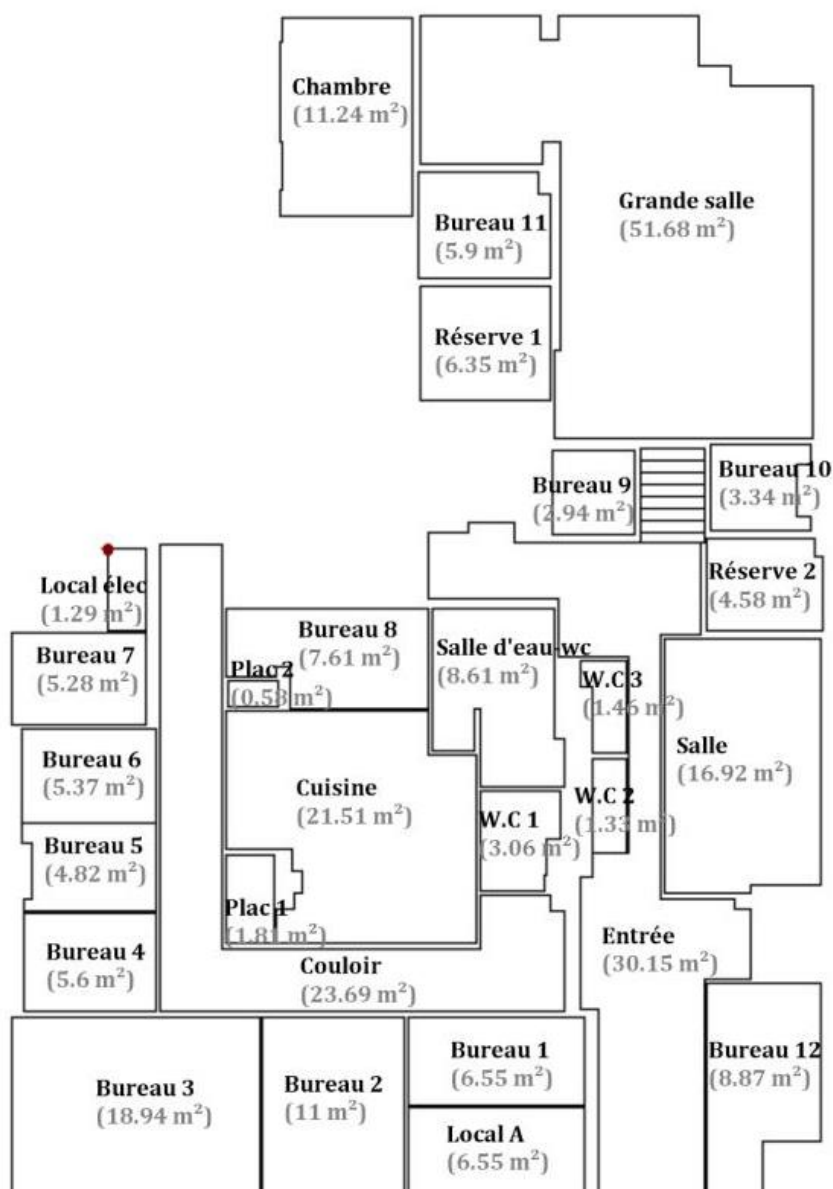 Chambre
(11.24 m²)
Grande salle
(51.68 m²)
Bureau 11
(5.9 m²)
Réserve 1
(6.35 m²)
Bureau 9
(2.94 m²)
Bureau 10
(3.34 m²)
Local élec
(1.29 m²)
Réserve 2
(4.58 m²)
Bureau 7
(5.28 m²)
Bureau 8
(7.61 m²)
Salle d'eau-wc
(8.61 m²)
Plac 2
(0.58 m²)
W.C 3
(1.46 m²)
Salle
(16.92 m²)
Bureau 6
(5.37 m²)
Cuisine
(21.51 m²)
W.C 2
(1.33 m²)
W.C 1
(3.06 m²)
Bureau 5
(4.82 m²)
Plac 1
(1.81 m²)
Entrée
(30.15 m²)
Bureau 4
(5.6 m²)
Couloir
(23.69 m²)
Bureau 1
(6.55 m²)
Bureau 12
(8.87 m²)
Bureau 3
(18.94 m²)
Bureau 2
(11 m²)
Local A
(6.55 m²)